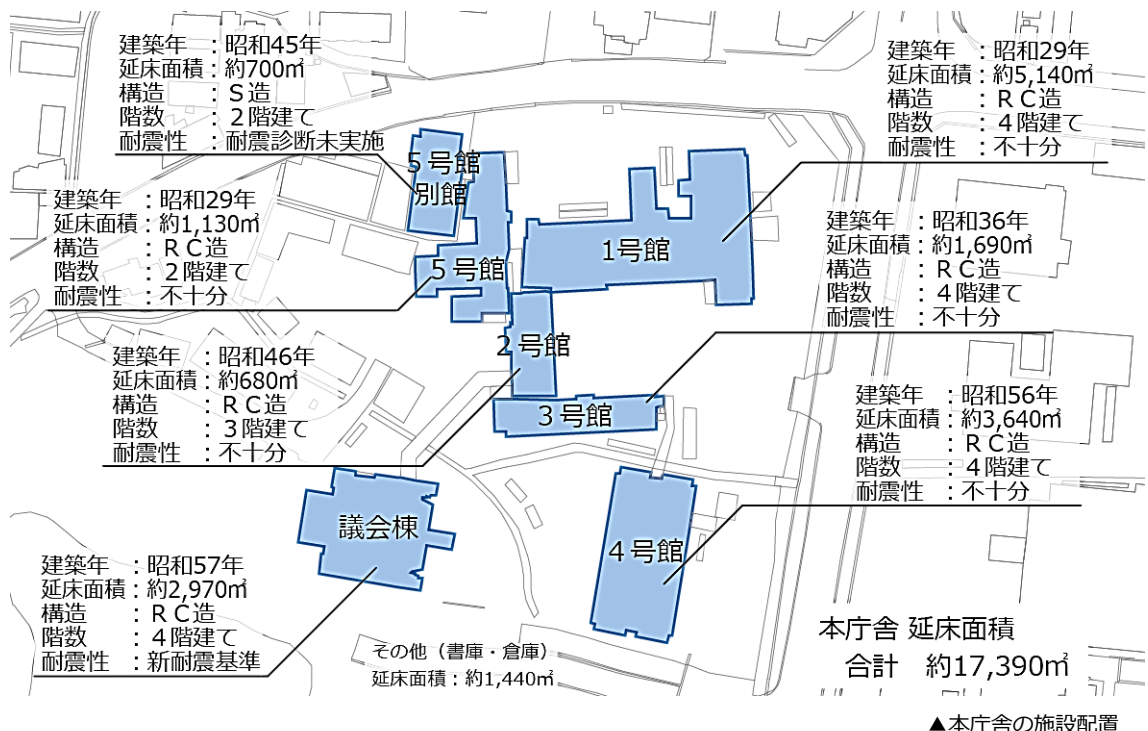 建築年　：昭和45年
延床面積：約700㎡
構造　　：Ｓ造
階数　　：２階建て
耐震性　：耐震診断未実施
建築年　：昭和29年
延床面積：約5,140㎡
構造　　：ＲＣ造
階数　　：４階建て
耐震性　：不十分
５号館
別館
建築年　：昭和29年
延床面積：約1,130㎡
構造　　：ＲＣ造
階数　　：２階建て
耐震性　：不十分
５号館
1号館
建築年　：昭和36年
延床面積：約1,690㎡
構造　　：ＲＣ造
階数　　：４階建て
耐震性　：不十分
２号館
建築年　：昭和46年
延床面積：約680㎡
構造　　：ＲＣ造
階数　　：３階建て
耐震性　：不十分
３号館
建築年　：昭和56年
延床面積：約3,640㎡
構造　　：ＲＣ造
階数　　：４階建て
耐震性　：不十分
議会棟
４号館
建築年　：昭和57年
延床面積：約2,970㎡
構造　　：ＲＣ造
階数　　：４階建て
耐震性　：新耐震基準
その他（書庫・倉庫）
延床面積：約1,440㎡
本庁舎 延床面積
合計　約17,390㎡
▲本庁舎の施設配置